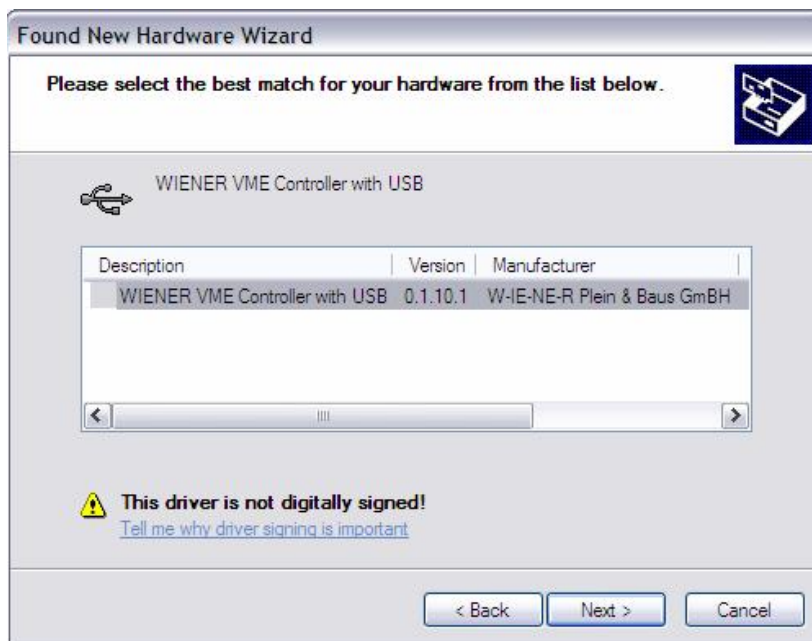 Found New Hardware Wizard
Please select the best match for your hardware from the list below.
WIENER VME Controller with USB
Description Version Manufacturer
WIENER VME Controller with USB 0.1.10.1 W-IE-NE-R Plein & Baus GmBH
This driver is not digitally signed!
Tell me why driver signing is important
< Back Next > Cancel